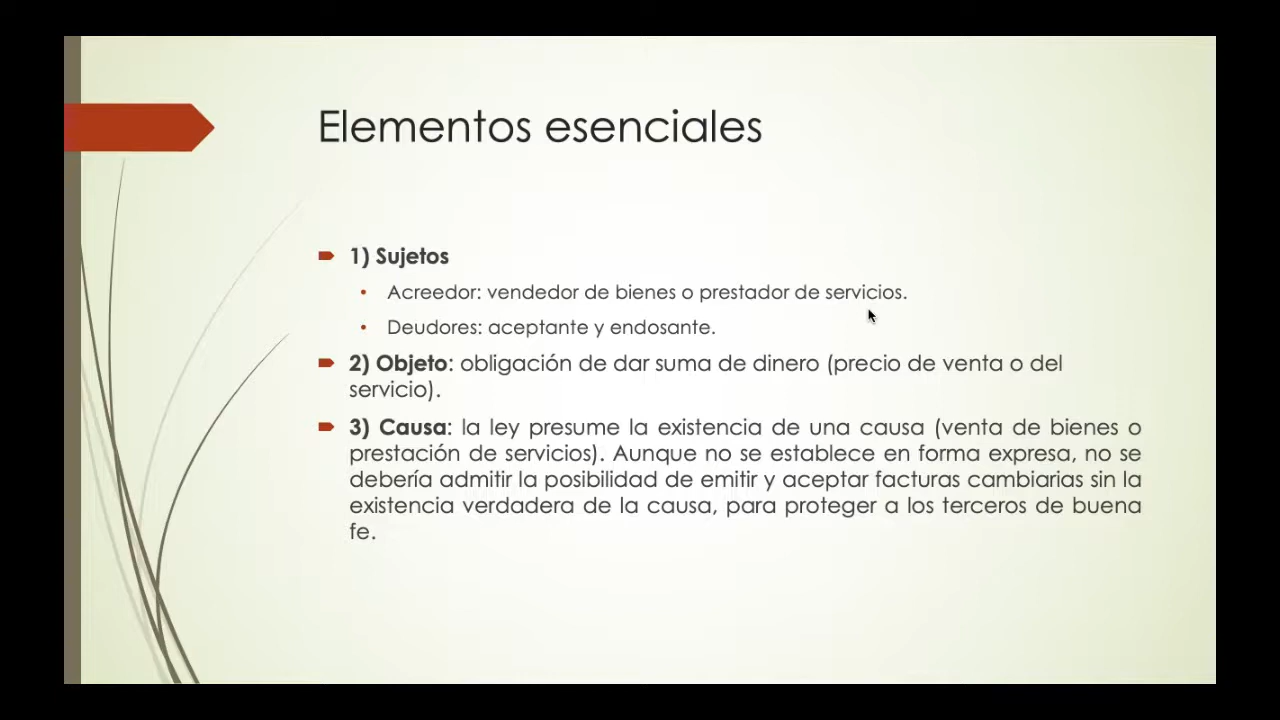 Elementos esenciales
1) Sujetos
Acreedor: vendedor de bienes o prestador de servicios.
Deudores: aceptante y endosante.
2) Objeto: obligación de dar suma de dinero (precio de venta o del
servicio).
3) Causa: la ley presume la existencia de una causa (venta de bienes o
prestación de servicios). Aunque no se establece en forma expresa, no se
debería admitir la posibilidad de emitir y aceptar facturas cambiarias sin la
existencia verdadera de la causa, para proteger a los terceros de buena
fe.